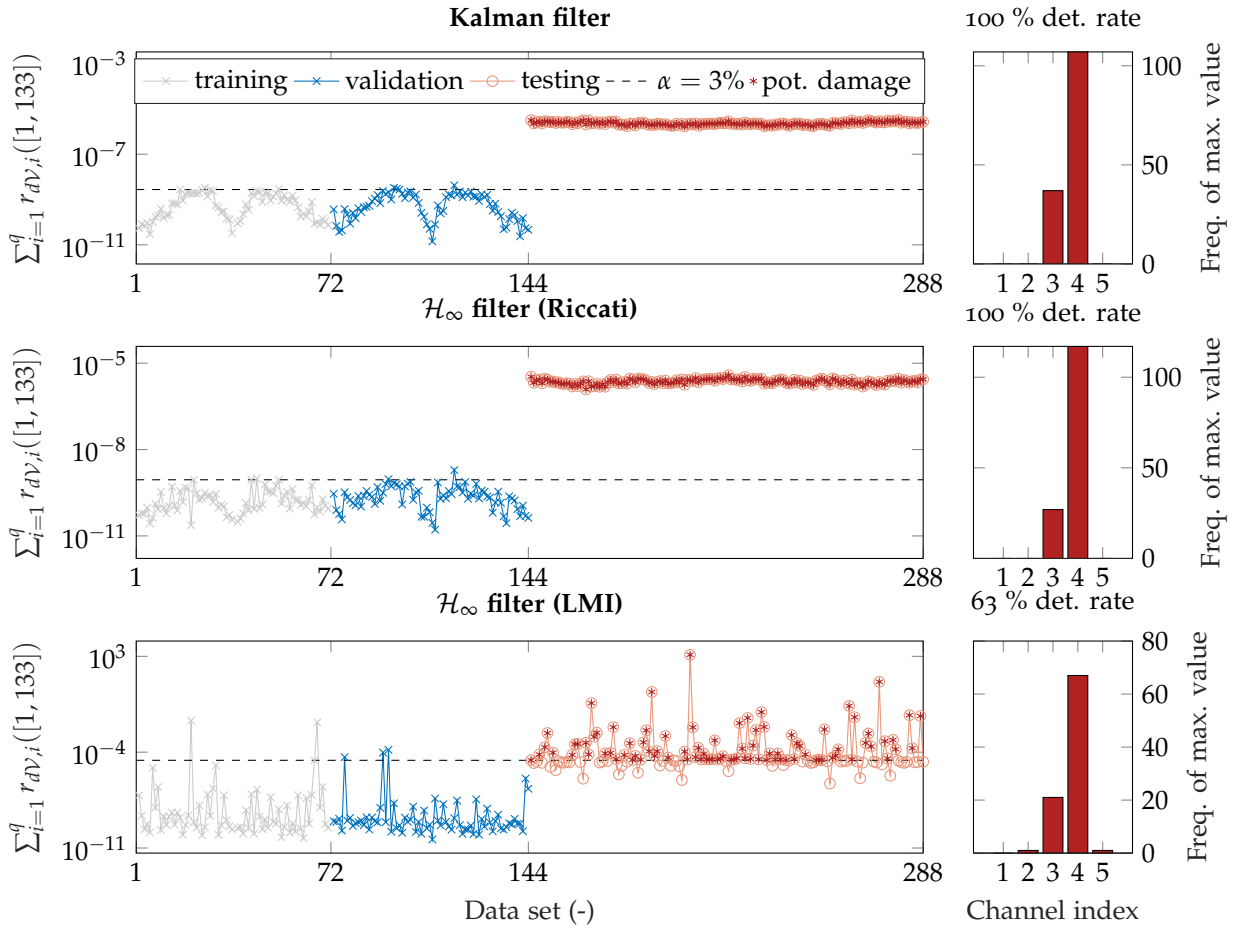 Kalman filter
100 % det. rate
∑_{i=1}^{q} r_{dν,i}([1, 133])
10^{−3}
10^{−7}
10^{−11}
training validation testing α = 3% pot. damage
1 72 144 288
100
50
0
Freq. of max. value
1 2 3 4 5
ℋ∞ filter (Riccati)
100 % det. rate
∑_{i=1}^{q} r_{dν,i}([1, 133])
10^{−5}
10^{−8}
10^{−11}
1 72 144 288
100
50
0
Freq. of max. value
1 2 3 4 5
ℋ∞ filter (LMI)
63 % det. rate
∑_{i=1}^{q} r_{dν,i}([1, 133])
10^{3}
10^{−4}
10^{−11}
1 72 144 288
80
60
40
20
0
Freq. of max. value
1 2 3 4 5
Data set (-)
Channel index